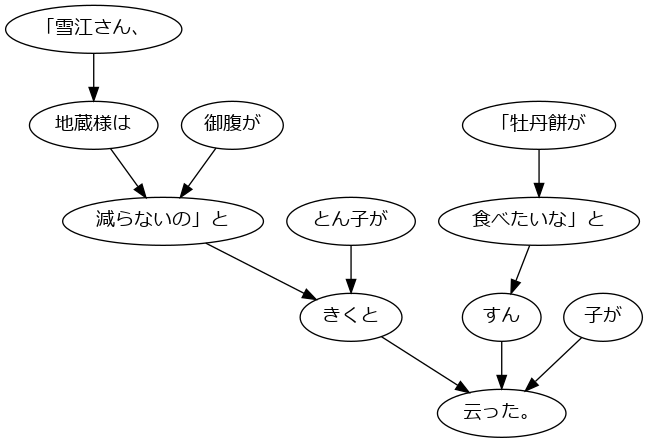 「雪江さん、
地蔵様は
御腹が
「牡丹餅が
減らないの」と
とん子が
食べたいな」と
きくと
すん
子が
云った。